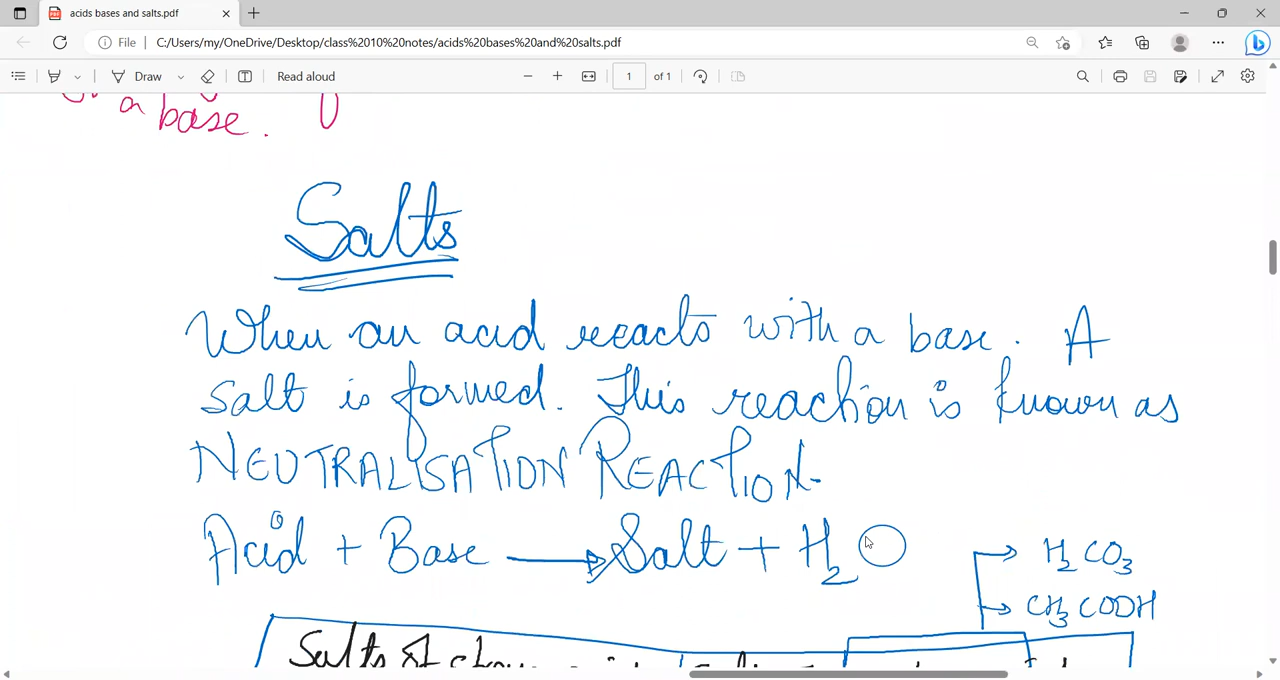 acids bases and salts.pdf
File C:/Users/my/OneDrive/Desktop/class%2010%20notes/acids%20bases%20and%20salts.pdf
Draw Read aloud 1 of 1
a base.
Salts
When an acid reacts with a base. A
salt is formed. This reaction is known as
NEUTRALISATION REACTION-
Acid + Base → Salt + H2O
→ H2CO3
→ CH3COOH
Salts of